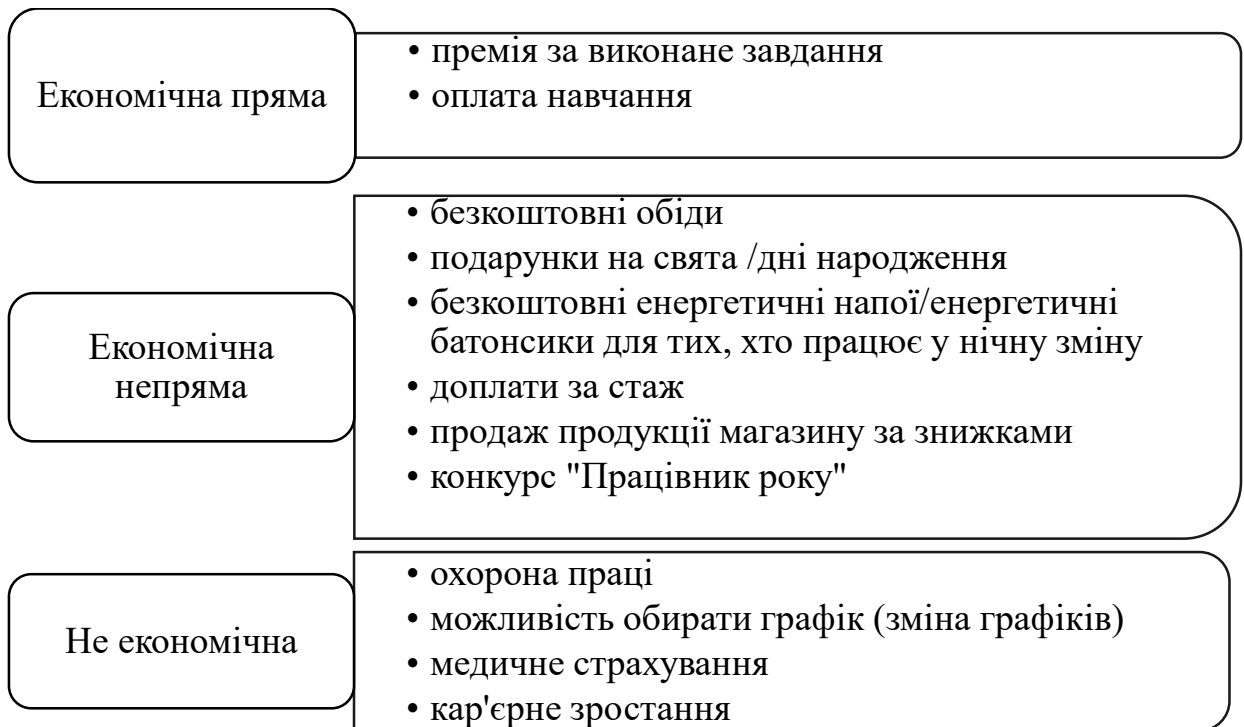 Економічна пряма
• премія за виконане завдання
• оплата навчання
Економічна
непряма
• безкоштовні обіди
• подарунки на свята /дні народження
• безкоштовні енергетичні напої/енергетичні
батонсики для тих, хто працює у нічну зміну
• доплати за стаж
• продаж продукції магазину за знижками
• конкурс "Працівник року"
Не економічна
• охорона праці
• можливість обирати графік (зміна графіків)
• медичне страхування
• кар'єрне зростання